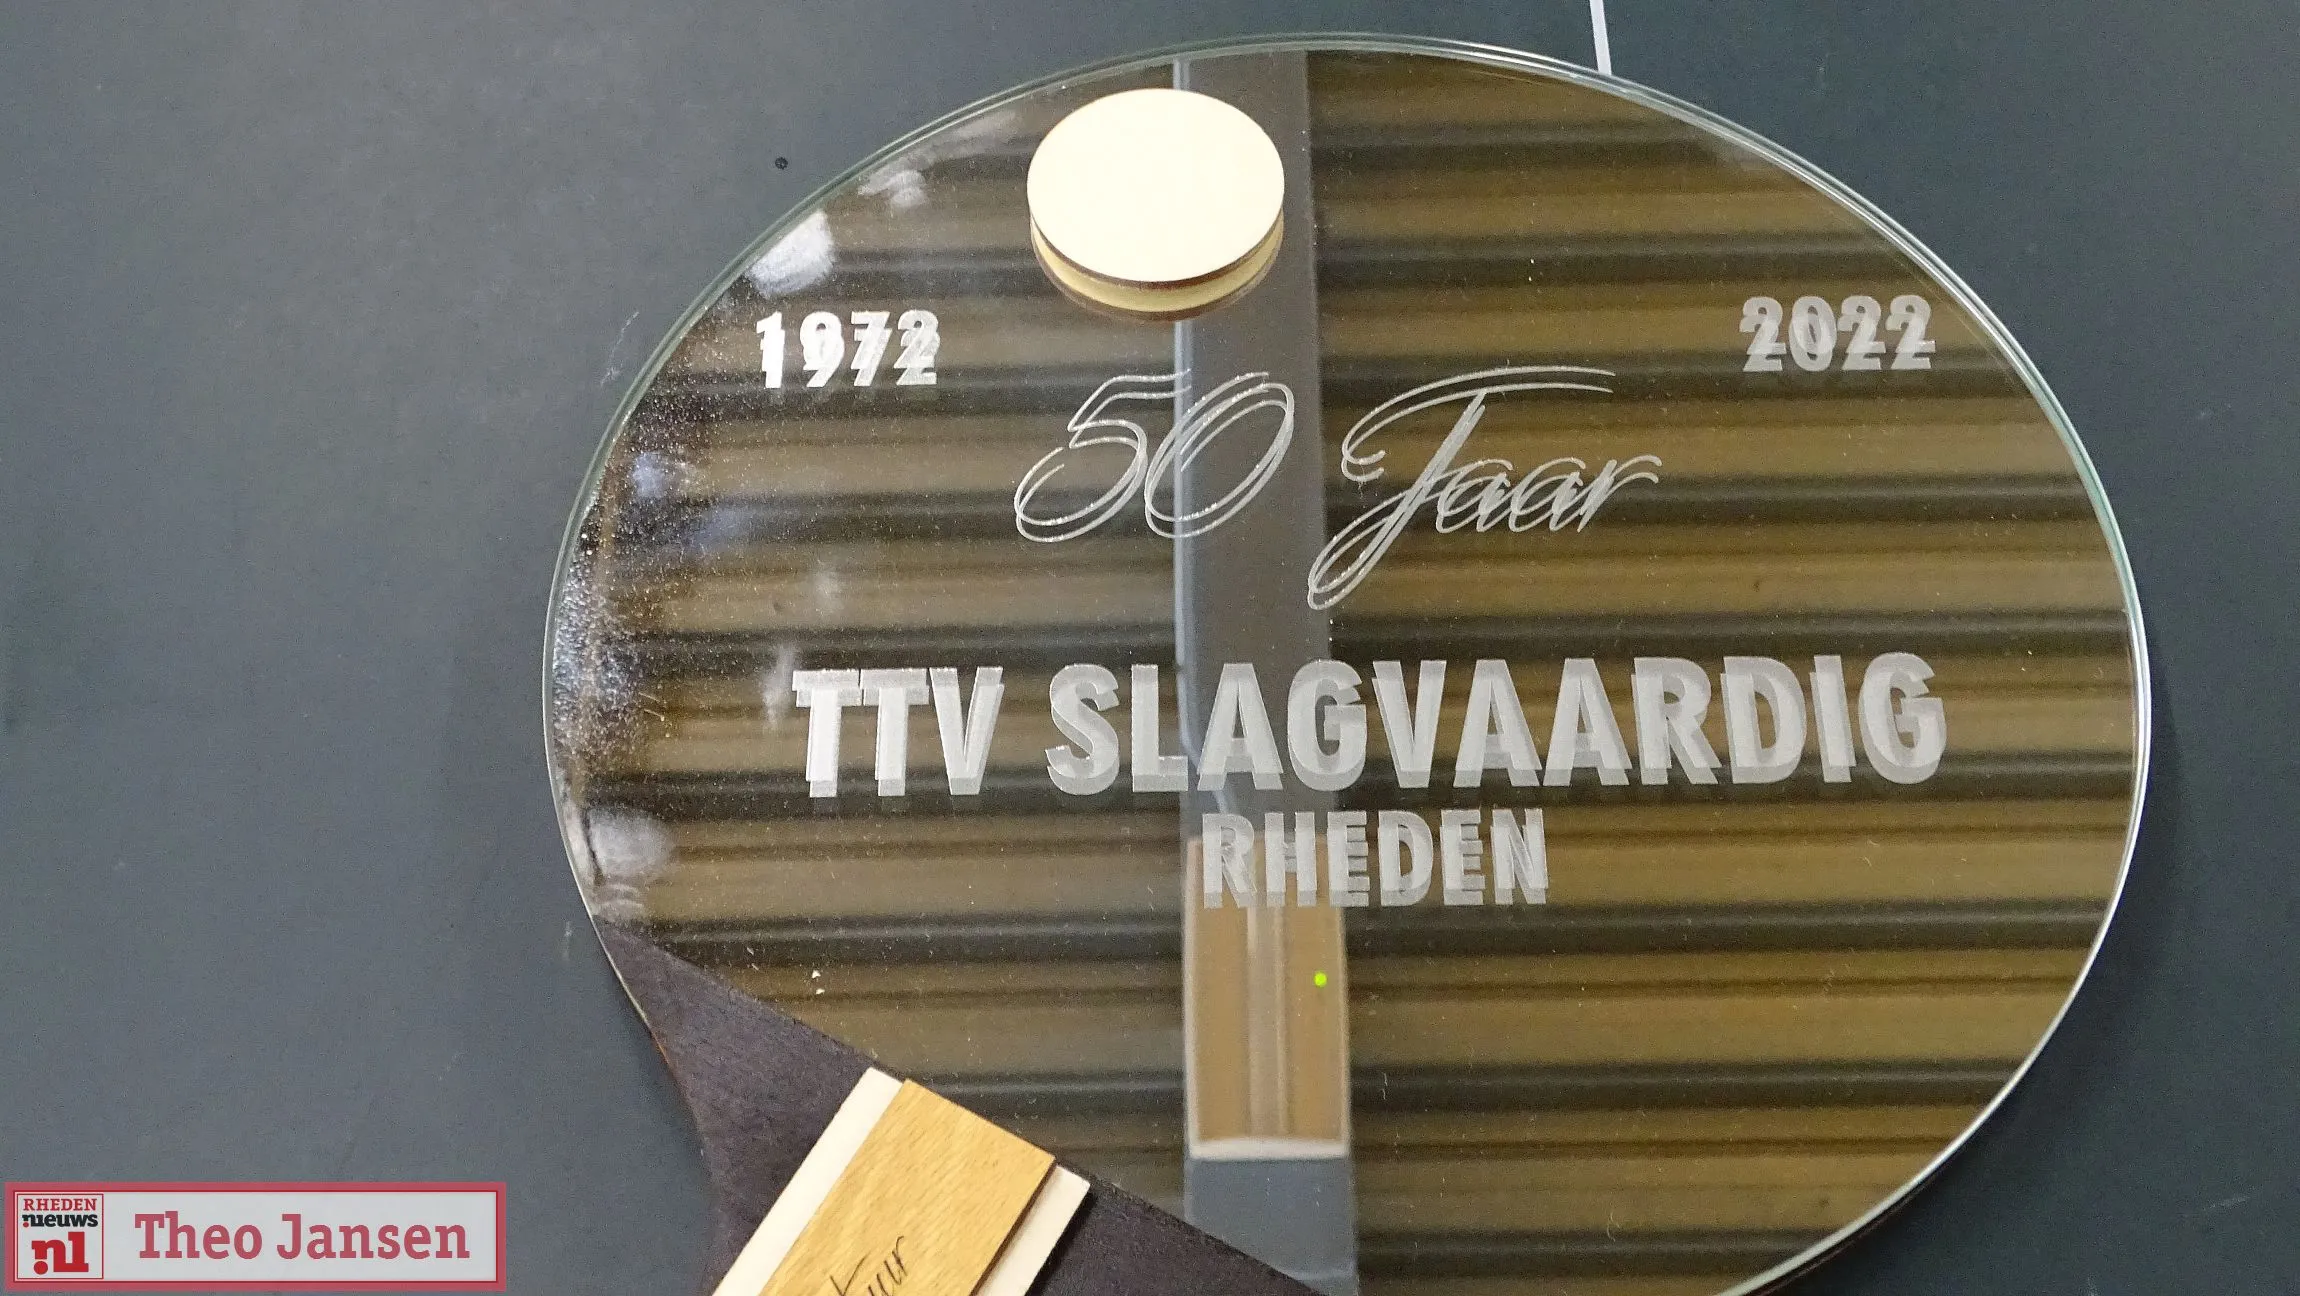 1972
2022
50 Jaar
TTV SLAGVAARDIG
RHEDEN
RHEDEN
nieuws
.nl
Theo Jansen